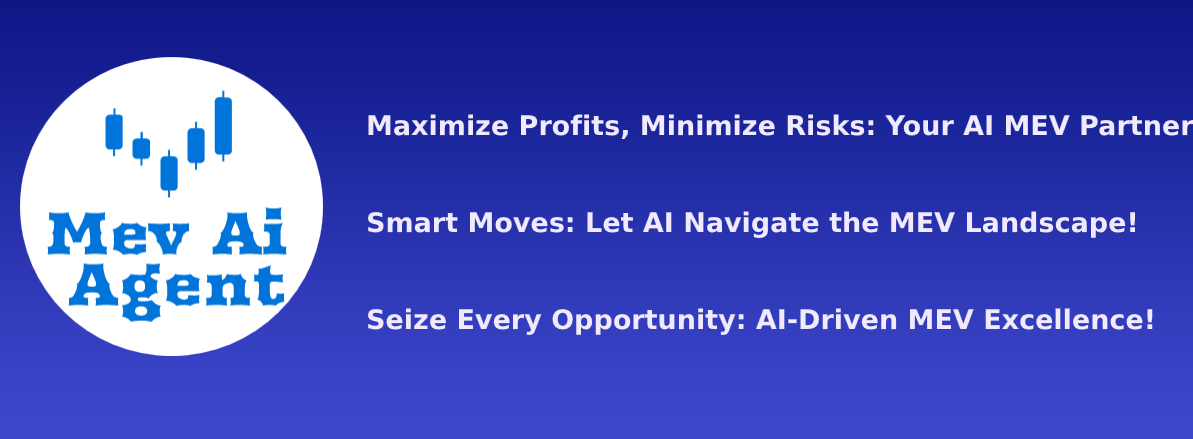 Mev Ai
Agent
Maximize Profits, Minimize Risks: Your AI MEV Partner
Smart Moves: Let AI Navigate the MEV Landscape!
Seize Every Opportunity: AI-Driven MEV Excellence!